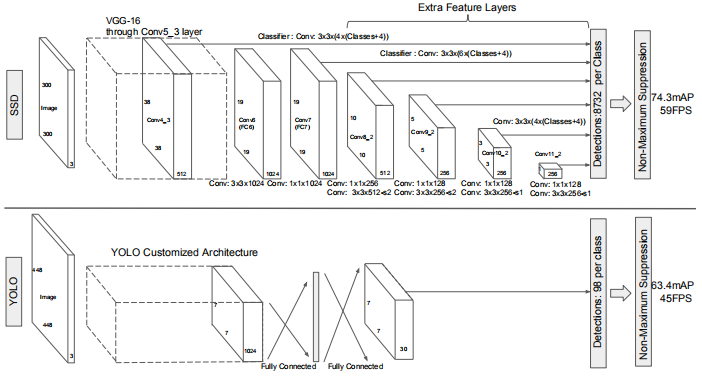 Extra Feature Layers
VGG-16
through Conv5_3 layer
Classifier : Conv: 3x3x(4x(Classes+4))
Classifier : Conv: 3x3x(6x(Classes+4))
SSD
300
Image
300
3
38
Conv4_3
38
512
19
Conv6
(FC6)
19
1024
19
Conv7
(FC7)
19
1024
10
Conv8_2
10
512
5
Conv9_2
5
256
Conv: 3x3x(4x(Classes+4))
3
Conv10_2
3
256
Conv11_2
256
Detections:8732 per Class
Non-Maximum Suppression
74.3mAP
59FPS
Conv: 3x3x1024
Conv: 1x1x1024
Conv: 1x1x256
Conv: 3x3x512-s2
Conv: 1x1x128
Conv: 3x3x256-s2
Conv: 1x1x128
Conv: 3x3x256-s1
Conv: 1x1x128
Conv: 3x3x256-s1
YOLO
YOLO Customized Architecture
448
Image
448
3
7
7
1024
Fully Connected
Fully Connected
7
7
30
Detections: 98 per class
Non-Maximum Suppression
63.4mAP
45FPS